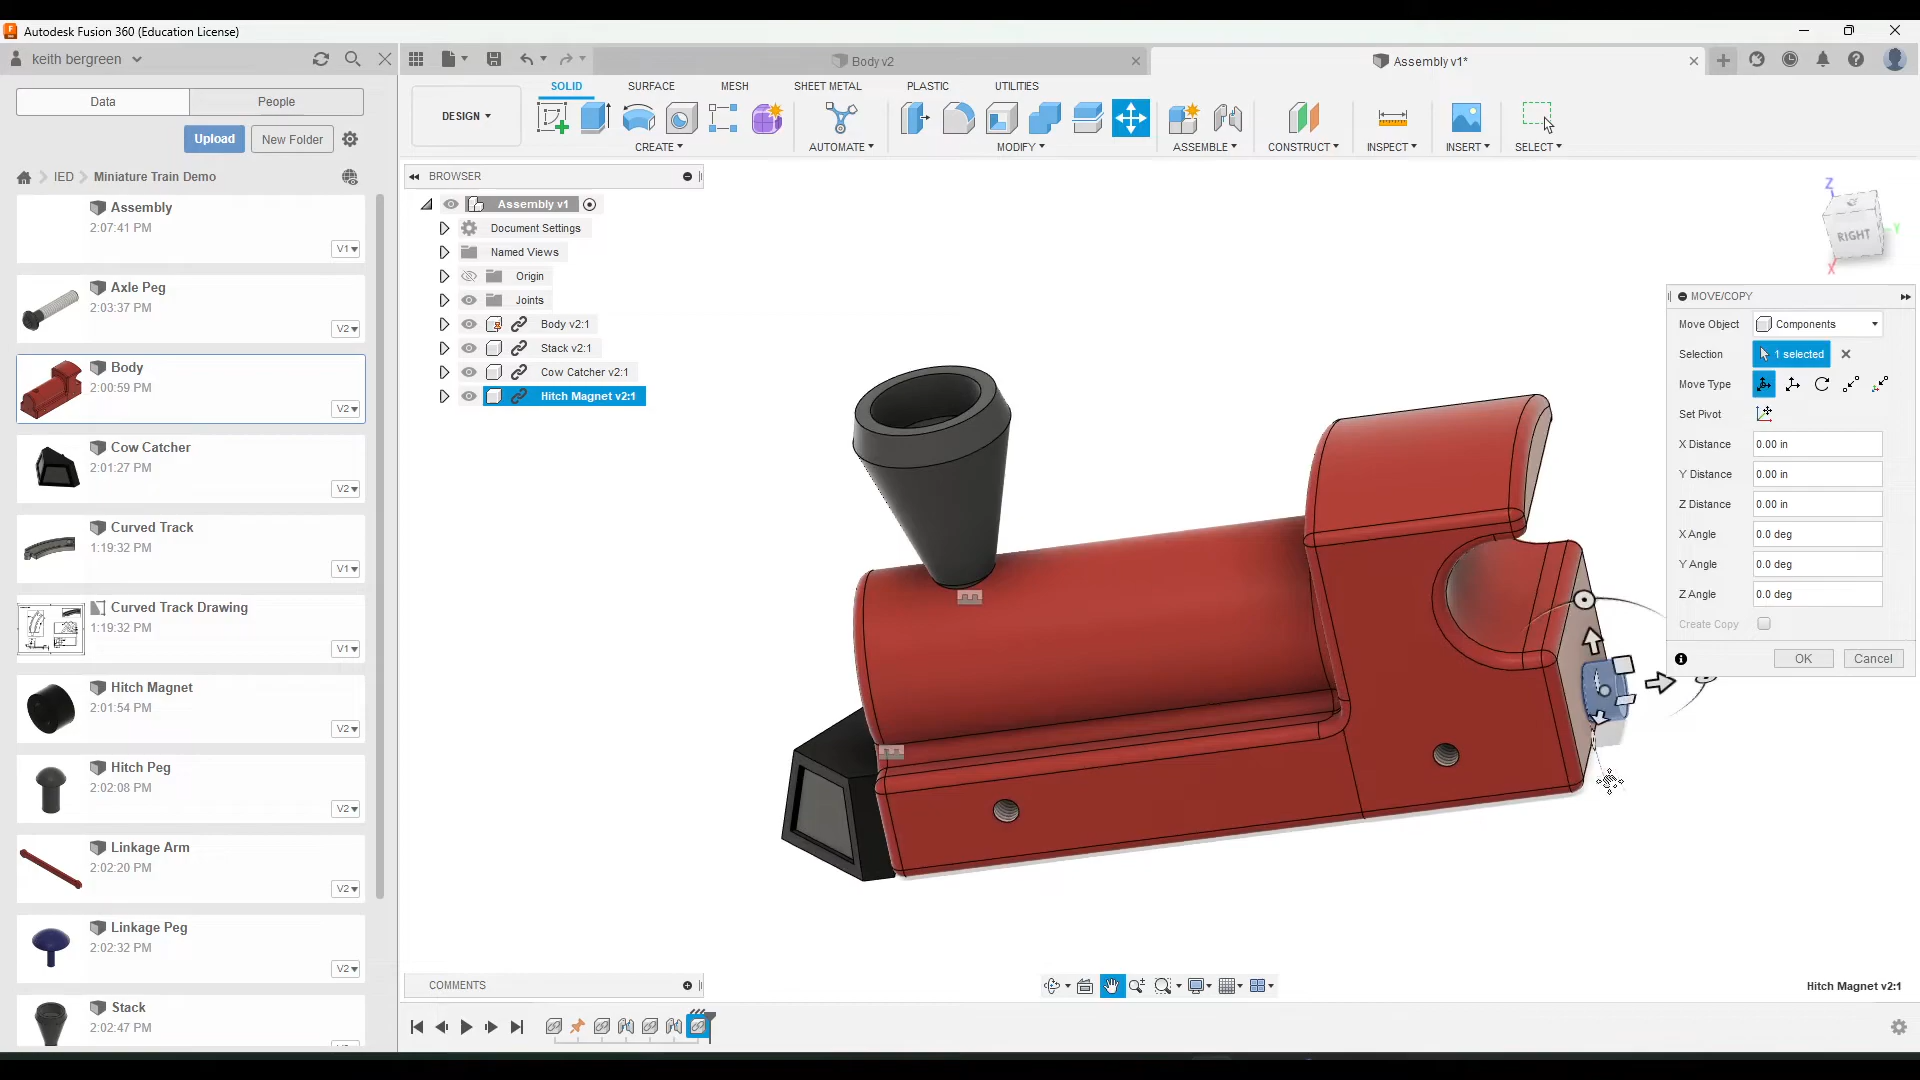 Autodesk Fusion 360 (Education License)
keith bergreen
Body v2
Assembly v1*
Data
People
DESIGN
SOLID
SURFACE
MESH
SHEET METAL
PLASTIC
UTILITIES
CREATE
AUTOMATE
MODIFY
ASSEMBLE
CONSTRUCT
INSPECT
INSERT
SELECT
Upload
New Folder
IED
Miniature Train Demo
Assembly
2:07:41 PM
V1
Axle Peg
2:03:37 PM
V2
Body
2:00:59 PM
V2
Cow Catcher
2:01:27 PM
V2
Curved Track
1:19:32 PM
V1
Curved Track Drawing
1:19:32 PM
V1
Hitch Magnet
2:01:54 PM
V2
Hitch Peg
2:02:08 PM
V2
Linkage Arm
2:02:20 PM
V2
Linkage Peg
2:02:32 PM
V2
Stack
2:02:47 PM
BROWSER
Assembly v1
Document Settings
Named Views
Origin
Joints
Body v2:1
Stack v2:1
Cow Catcher v2:1
Hitch Magnet v2:1
Z
RIGHT
Y
X
MOVE/COPY
Move Object
Components
Selection
1 selected
Move Type
Set Pivot
X Distance
0.00 in
Y Distance
0.00 in
Z Distance
0.00 in
X Angle
0.0 deg
Y Angle
0.0 deg
Z Angle
0.0 deg
Create Copy
OK
Cancel
COMMENTS
Hitch Magnet v2:1